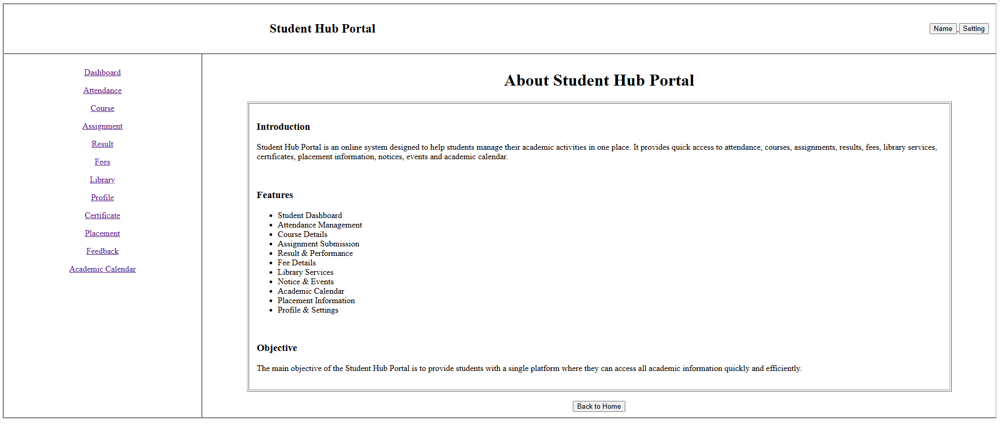 Student Hub Portal
Name Setting
Dashboard
Attendance
Course
Assignment
Result
Fees
Library
Profile
Certificate
Placement
Feedback
Academic Calendar
About Student Hub Portal
Introduction
Student Hub Portal is an online system designed to help students manage their academic activities in one place. It provides quick access to attendance, courses, assignments, results, fees, library services,
certificates, placement information, notices, events and academic calendar.
Features
• Student Dashboard
• Attendance Management
• Course Details
• Assignment Submission
• Result & Performance
• Fee Details
• Library Services
• Notice & Events
• Academic Calendar
• Placement Information
• Profile & Settings
Objective
The main objective of the Student Hub Portal is to provide students with a single platform where they can access all academic information quickly and efficiently.
Back to Home